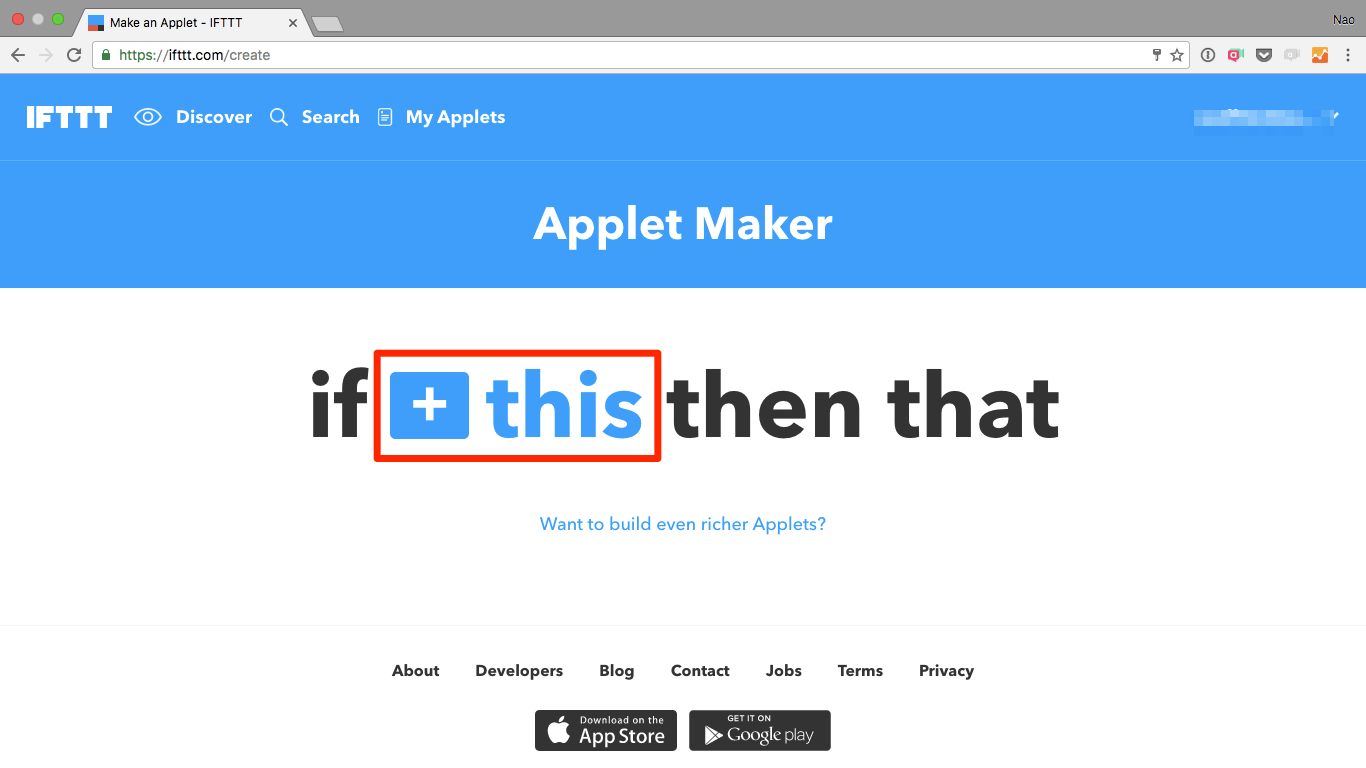 Make an Applet - IFTTT
Nao
https://ifttt.com/create
IFTTT Discover Search My Applets
Applet Maker
if + this then that
Want to build even richer Applets?
About Developers Blog Contact Jobs Terms Privacy
Download on the
App Store
GET IT ON
Google play